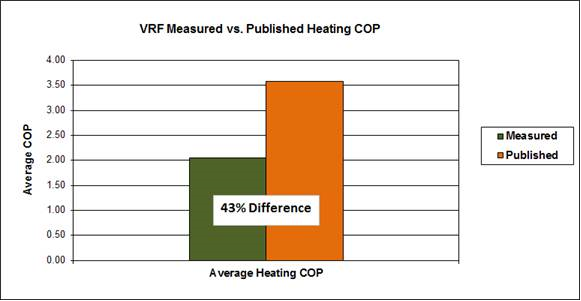 VRF Measured vs. Published Heating COP
4.00
3.50
3.00
2.50
2.00
1.50
1.00
0.50
0.00
Average COP
43% Difference
Average Heating COP
Measured
Published